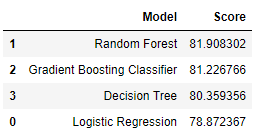 Model Score
1 Random Forest 81.908302
2 Gradient Boosting Classifier 81.226766
3 Decision Tree 80.359356
0 Logistic Regression 78.872367